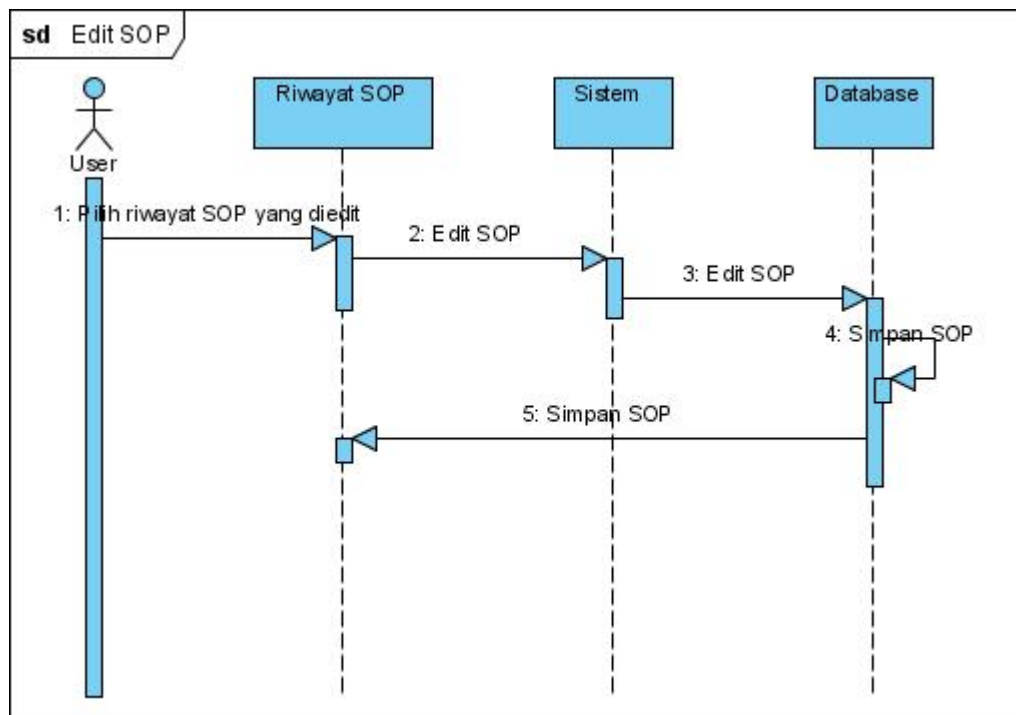 sd Edit SOP
Riwayat SOP
Sistem
Database
User
1: Pilih riwayat SOP yang diedit
2: Edit SOP
3: Edit SOP
4: Simpan SOP
5: Simpan SOP